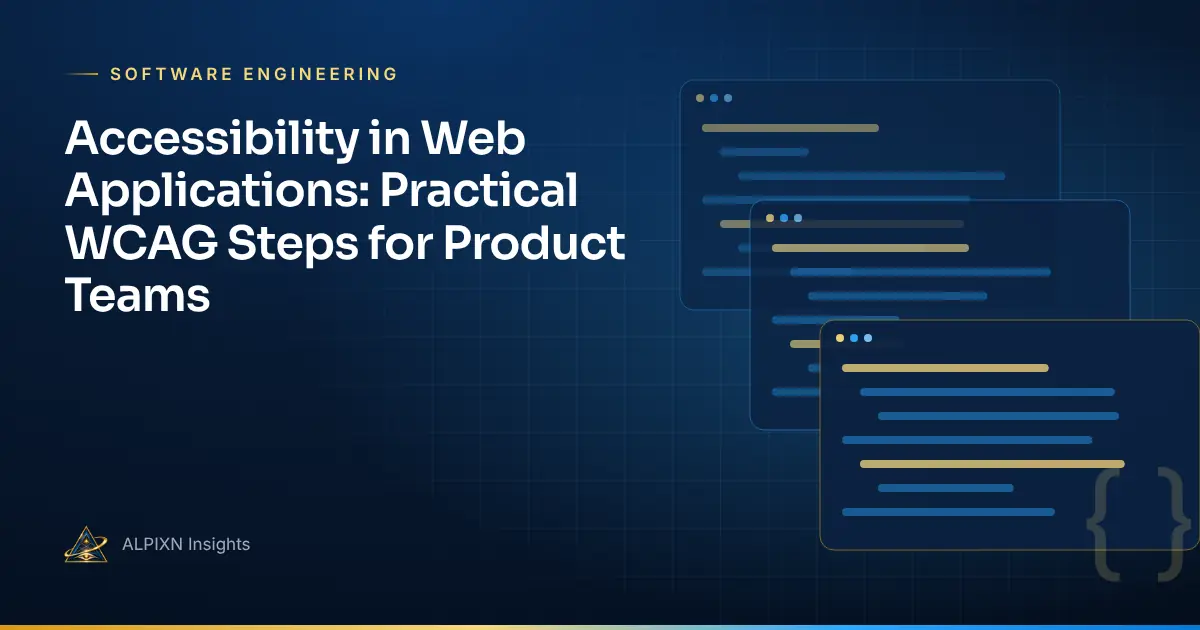 SOFTWARE ENGINEERING
Accessibility in Web
Applications: Practical
WCAG Steps for Product
Teams
{ }
ALPIXN Insights